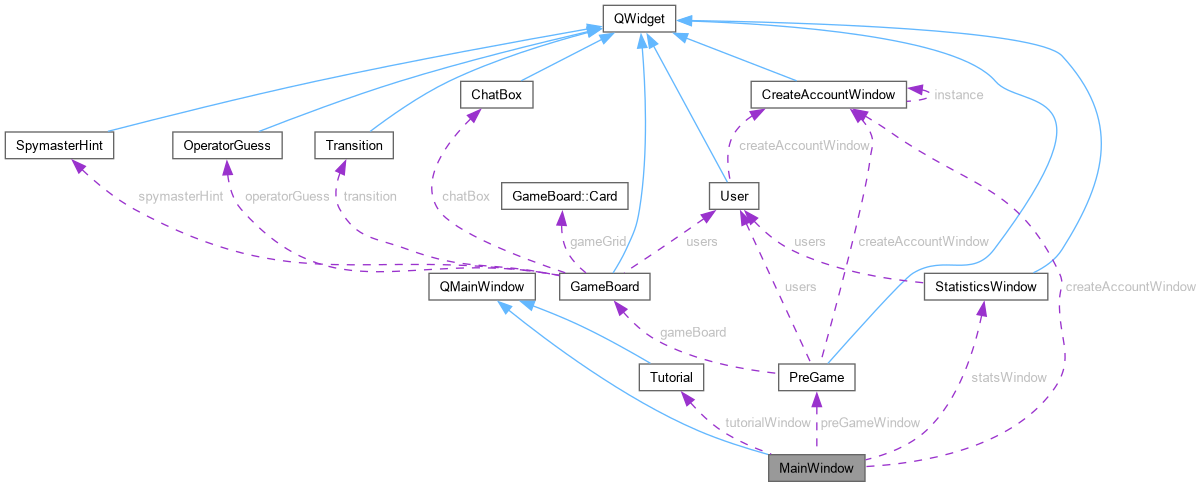 QWidget
ChatBox
CreateAccountWindow
instance
SpymasterHint
OperatorGuess
Transition
createAccountWindow
spymasterHint
operatorGuess
transition
chatBox
GameBoard::Card
User
gameGrid
users
users
createAccountWindow
QMainWindow
GameBoard
users
StatisticsWindow
createAccountWindow
gameBoard
Tutorial
PreGame
statsWindow
tutorialWindow
preGameWindow
MainWindow